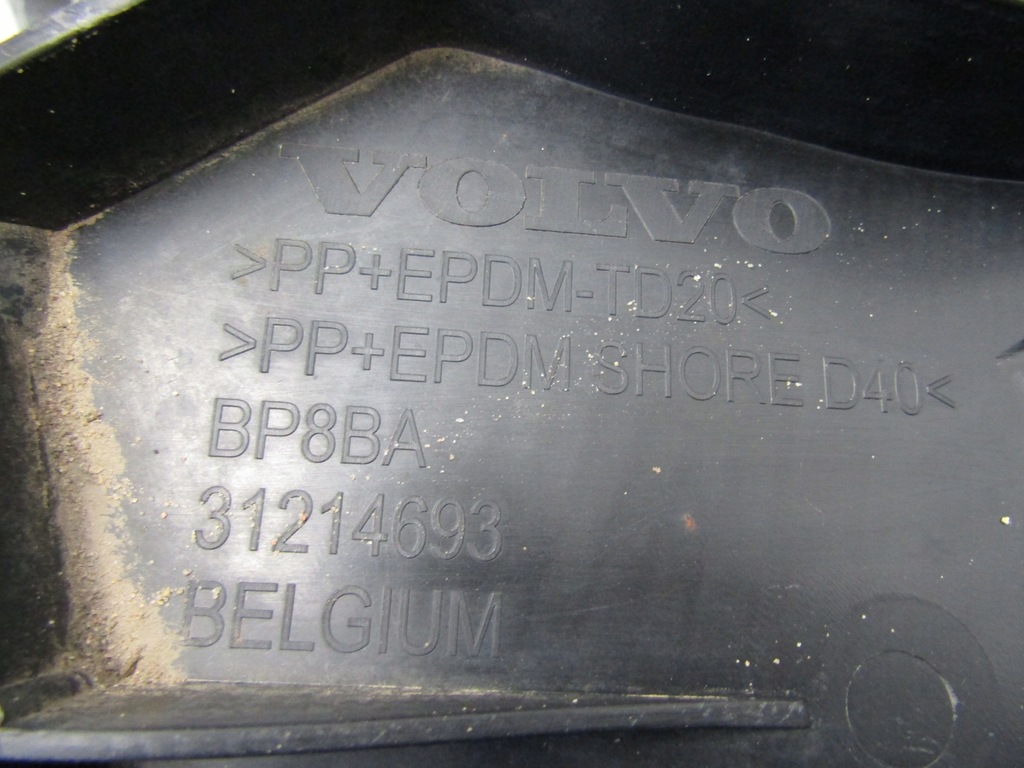 VOLVO
>PP+EPDM-TD20<
>PP+EPDM SHORE D40<
BP8BA
31214693
BELGIUM